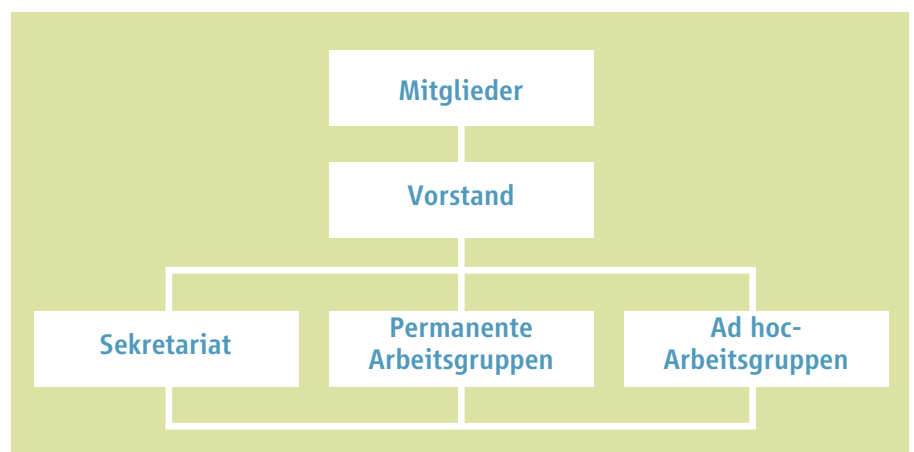 Mitglieder
Vorstand
Sekretariat
Permanente
Arbeitsgruppen
Ad hoc-
Arbeitsgruppen